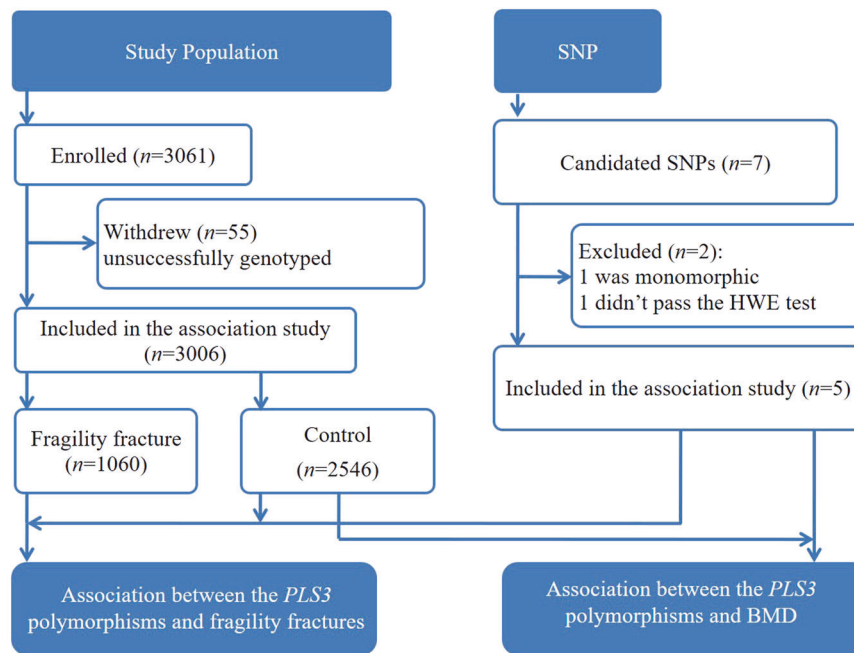 Study Population
Enrolled (n=3061)
Withdrew (n=55)
unsuccessfully genotyped
Included in the association study
(n=3006)
Fragility fracture
(n=1060)
Control
(n=2546)
Association between the PLS3
polymorphisms and fragility fractures
SNP
Candidated SNPs (n=7)
Excluded (n=2):
1 was monomorphic
1 didn’t pass the HWE test
Included in the association study (n=5)
Association between the PLS3
polymorphisms and BMD